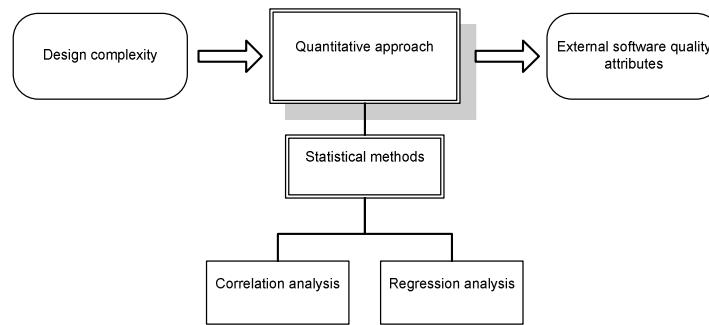 Design complexity
Quantitative approach
External software quality
attributes
Statistical methods
Correlation analysis
Regression analysis